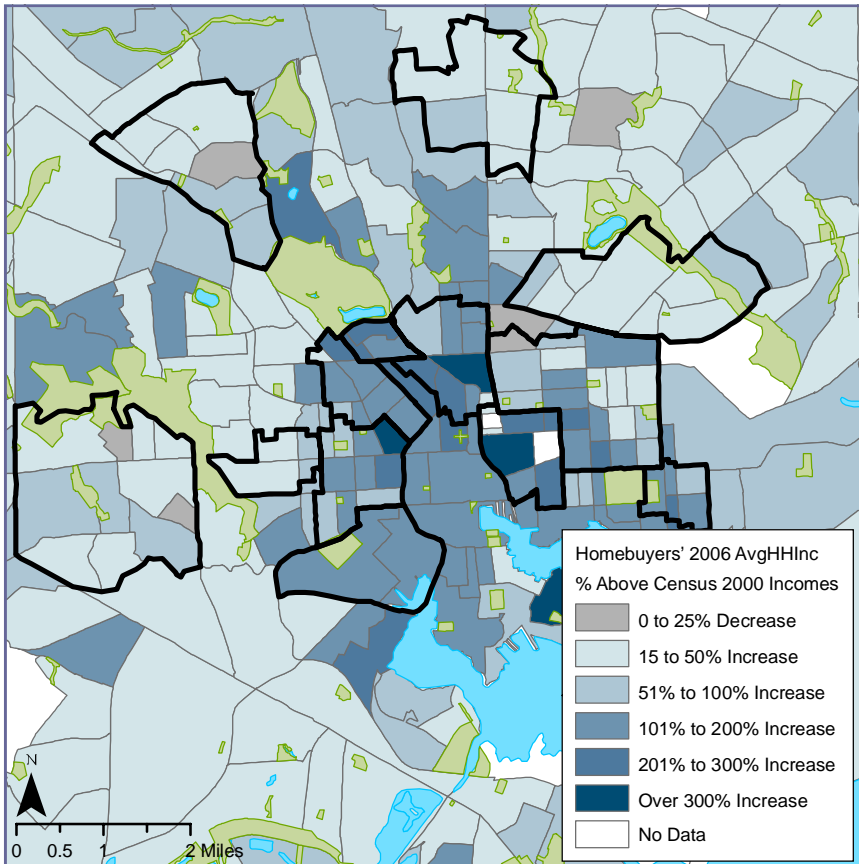 Homebuyers' 2006 AvgHHInc
% Above Census 2000 Incomes
0 to 25% Decrease
15 to 50% Increase
51% to 100% Increase
101% to 200% Increase
201% to 300% Increase
Over 300% Increase
No Data
N
0 0.5 1 2 Miles